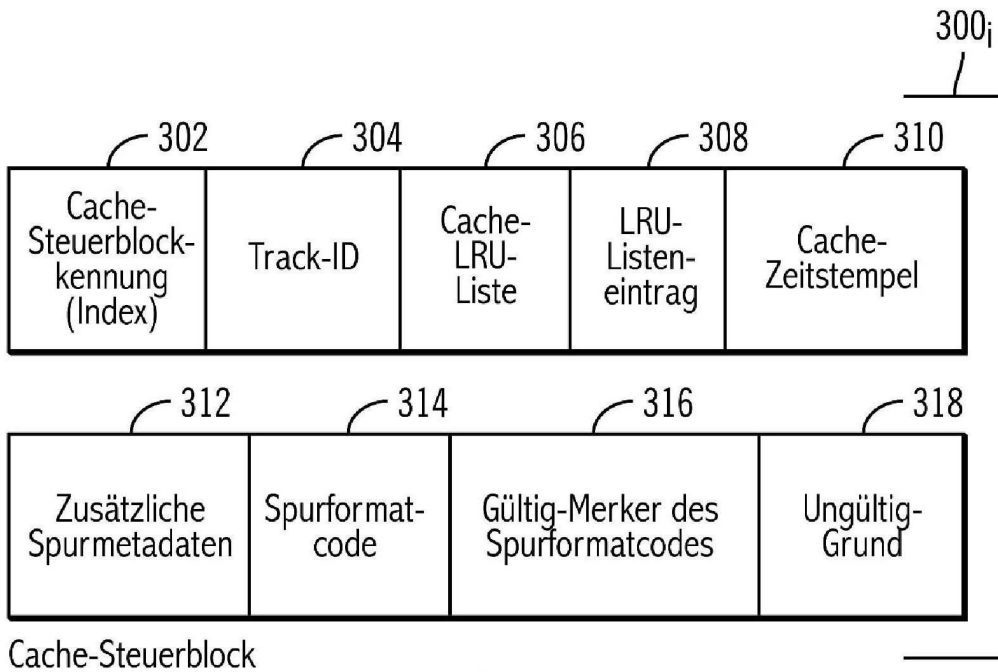 300i
302 304 306 308 310
Cache-
Steuerblock-
kennung
(Index)
Track-ID
Cache-
LRU-
Liste
LRU-
Listen-
eintrag
Cache-
Zeitstempel
312 314 316 318
Zusätzliche
Spurmetadaten
Spurformat-
code
Gültig-Merker des
Spurformatcodes
Ungültig-
Grund
Cache-Steuerblock